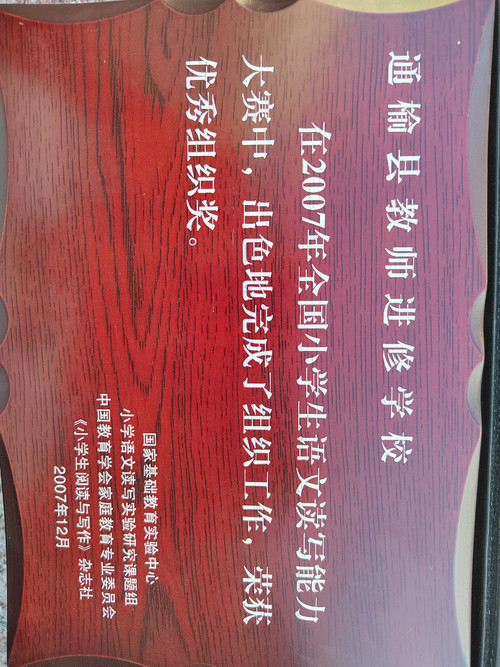 通榆县教师进修学校
在2007年全国小学生语文读写能力
大赛中，出色地完成了组织工作，荣获
优秀组织奖。
国家基础教育实验中心
小学语文读写实验研究课题组
中国教育学会家庭教育专业委员会
《小学生阅读与写作》杂志社
2007年12月